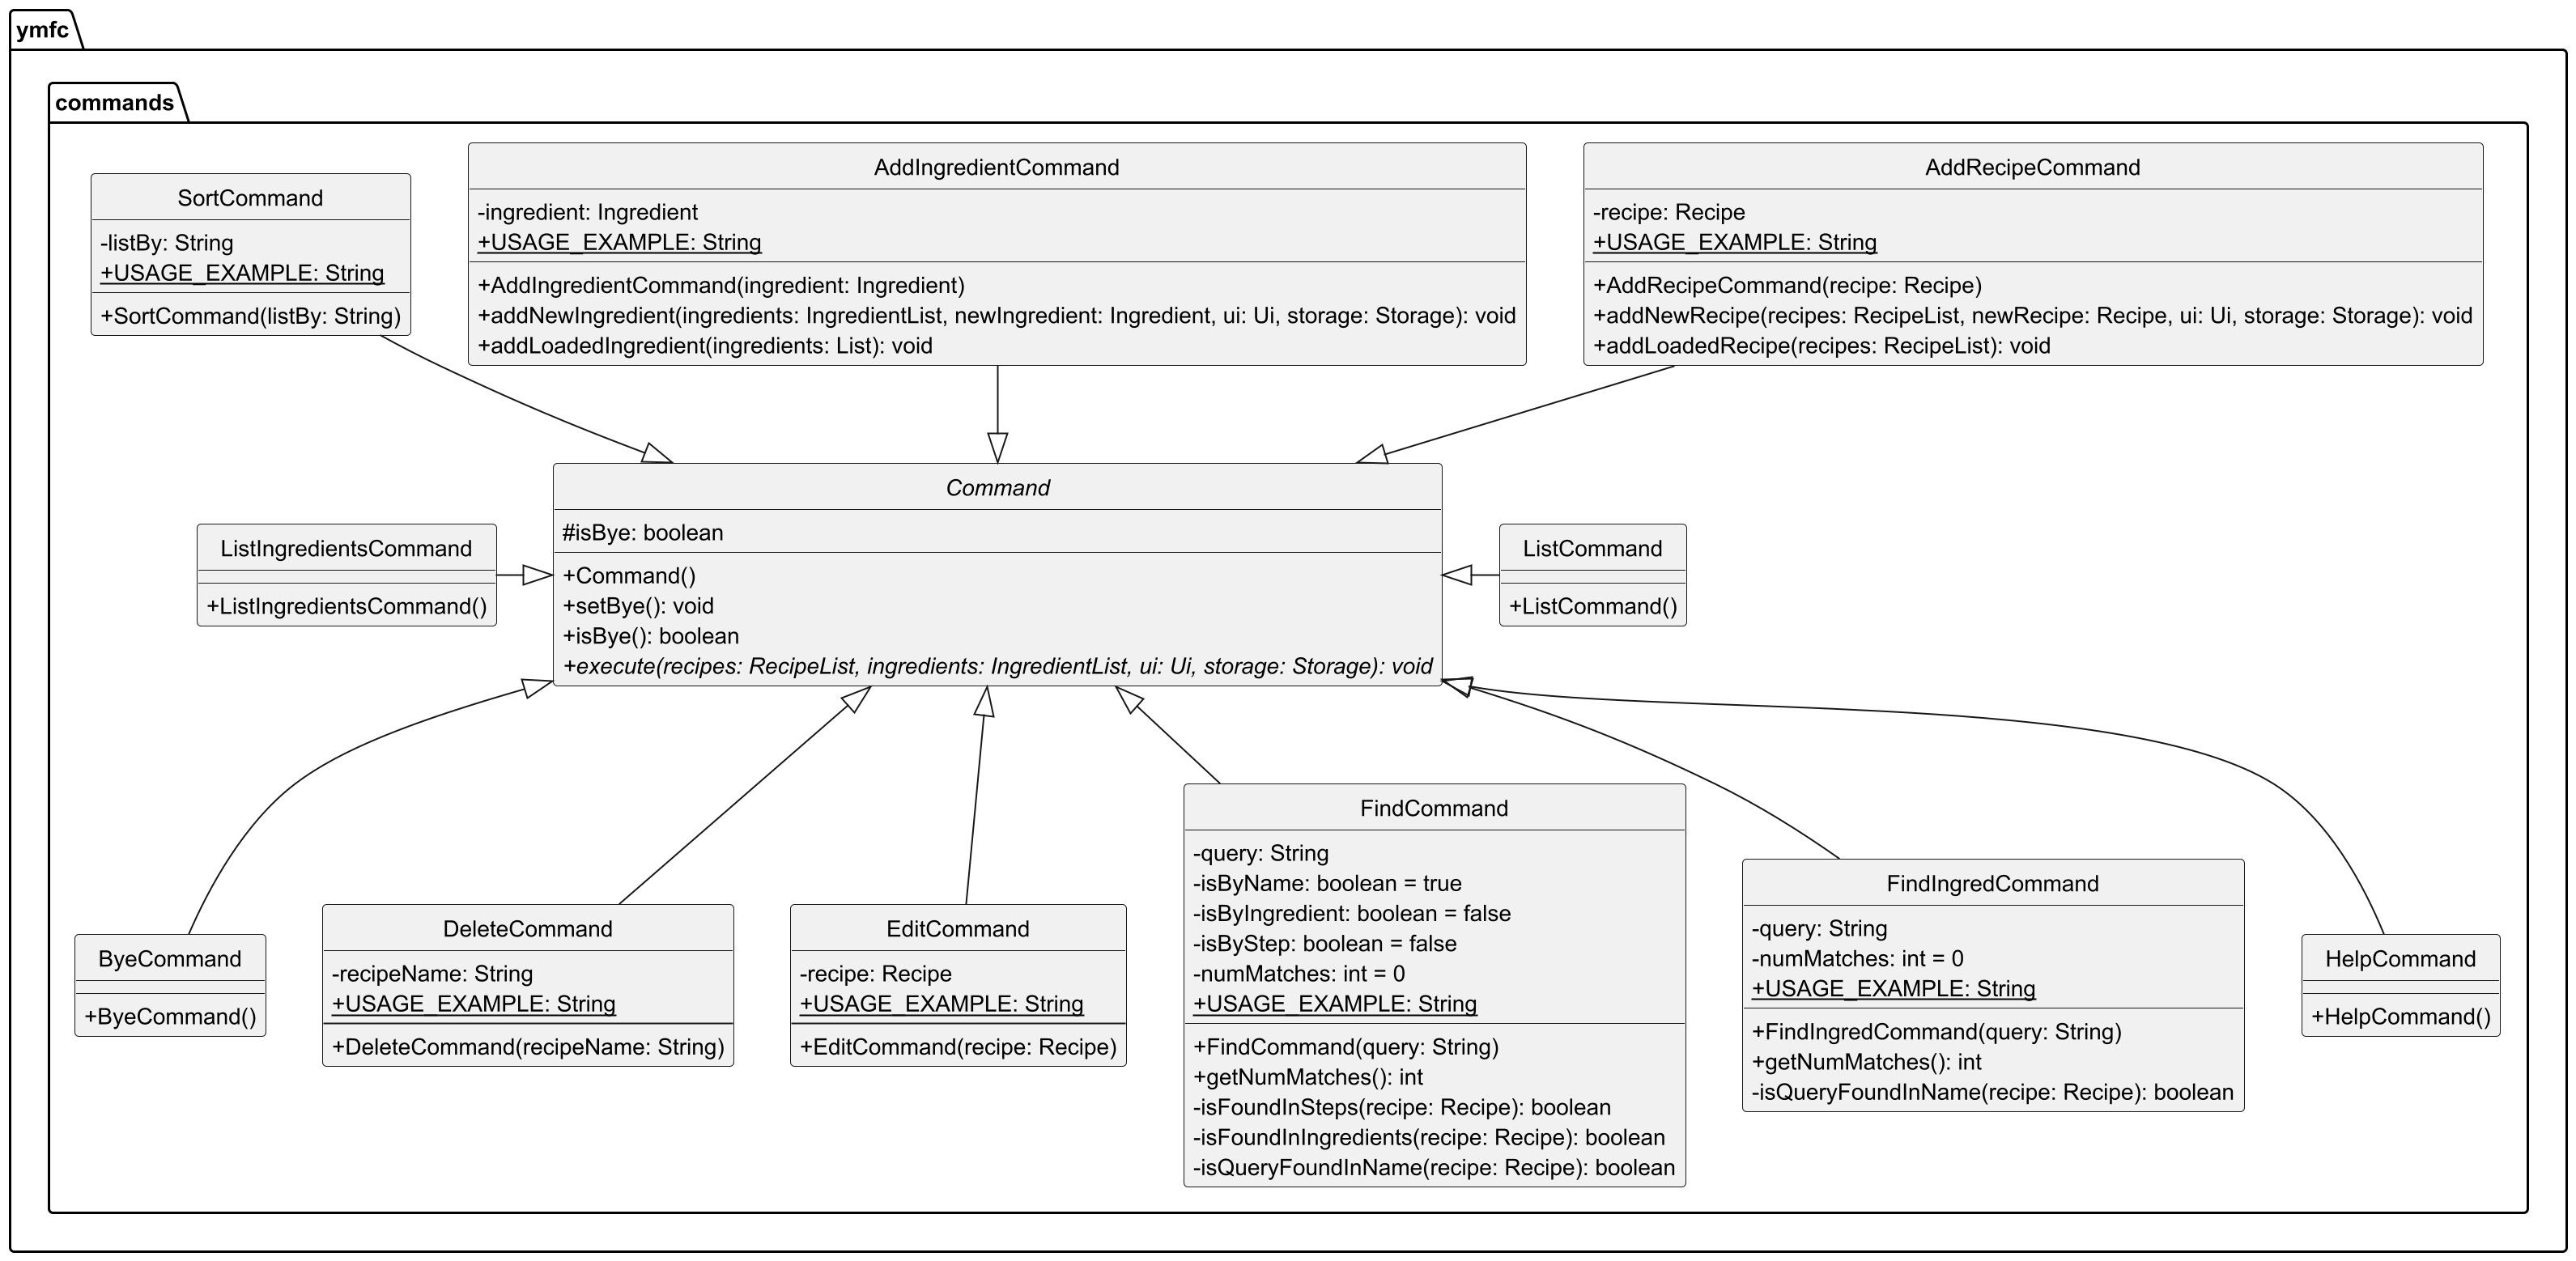 ymfc
commands
SortCommand
-listBy: String
+USAGE_EXAMPLE: String
+SortCommand(listBy: String)
AddIngredientCommand
-ingredient: Ingredient
+USAGE_EXAMPLE: String
+AddIngredientCommand(ingredient: Ingredient)
+addNewIngredient(ingredients: IngredientList, newIngredient: Ingredient, ui: Ui, storage: Storage): void
+addLoadedIngredient(ingredients: List): void
AddRecipeCommand
-recipe: Recipe
+USAGE_EXAMPLE: String
+AddRecipeCommand(recipe: Recipe)
+addNewRecipe(recipes: RecipeList, newRecipe: Recipe, ui: Ui, storage: Storage): void
+addLoadedRecipe(recipes: RecipeList): void
ListIngredientsCommand
+ListIngredientsCommand()
Command
#isBye: boolean
+Command()
+setBye(): void
+isBye(): boolean
+execute(recipes: RecipeList, ingredients: IngredientList, ui: Ui, storage: Storage): void
ListCommand
+ListCommand()
ByeCommand
+ByeCommand()
DeleteCommand
-recipeName: String
+USAGE_EXAMPLE: String
+DeleteCommand(recipeName: String)
EditCommand
-recipe: Recipe
+USAGE_EXAMPLE: String
+EditCommand(recipe: Recipe)
FindCommand
-query: String
-isByName: boolean = true
-isByIngredient: boolean = false
-isByStep: boolean = false
-numMatches: int = 0
+USAGE_EXAMPLE: String
+FindCommand(query: String)
+getNumMatches(): int
-isFoundInSteps(recipe: Recipe): boolean
-isFoundInIngredients(recipe: Recipe): boolean
-isQueryFoundInName(recipe: Recipe): boolean
FindIngredCommand
-query: String
-numMatches: int = 0
+USAGE_EXAMPLE: String
+FindIngredCommand(query: String)
+getNumMatches(): int
-isQueryFoundInName(recipe: Recipe): boolean
HelpCommand
+HelpCommand()